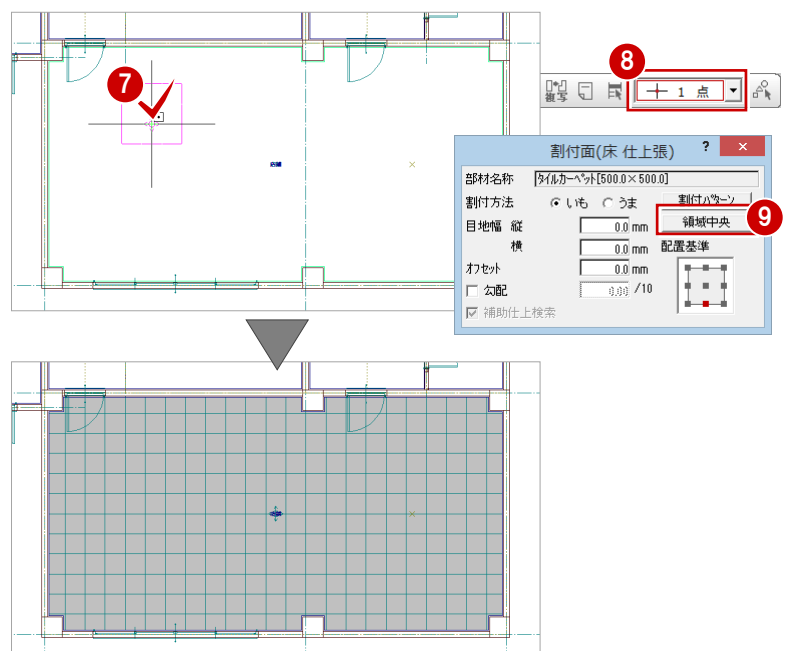 7
8
複写
1 点
割付面(床 仕上張)
?
×
部材名称 タイルカーペット[500.0×500.0]
割付方法 いも うま 割付パターン
9
領域中央
目地幅 縦 0.0 mm
横 0.0 mm 配置基準
オフセット 0.0 mm
勾配 0.00 /10
補助仕上検索